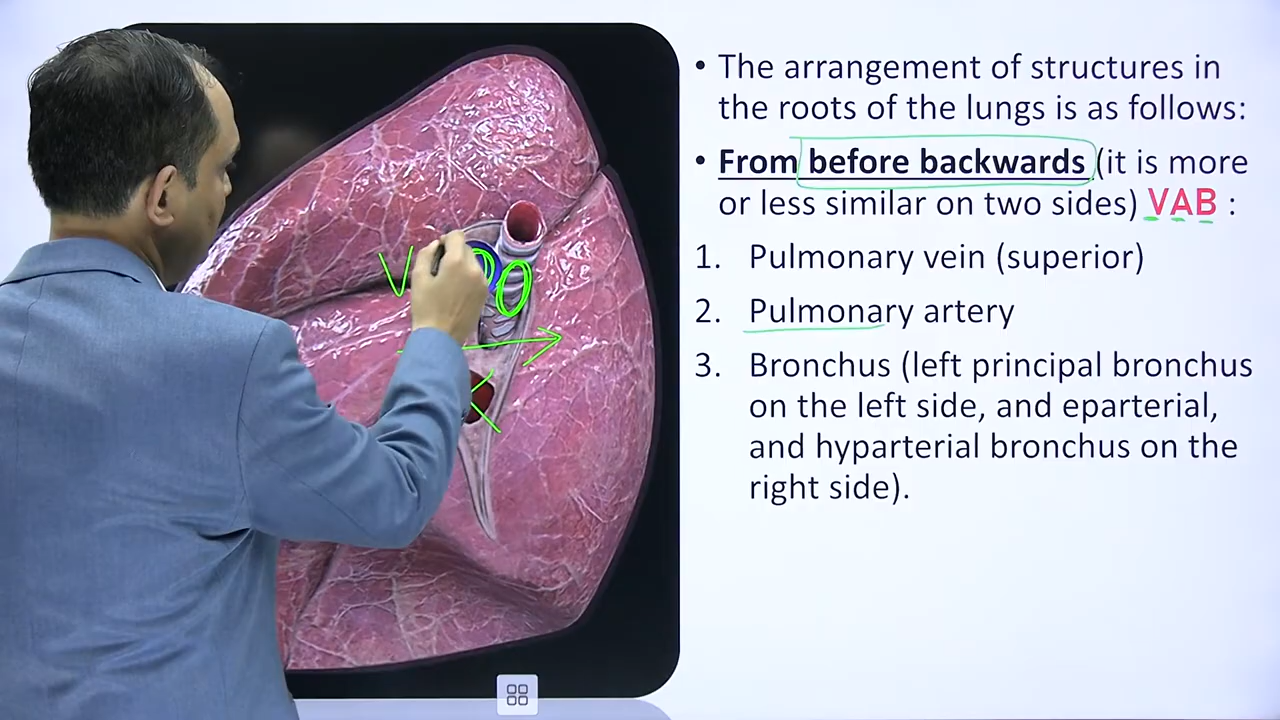 • The arrangement of structures in
the roots of the lungs is as follows:
• From before backwards (it is more
or less similar on two sides) VAB :
1. Pulmonary vein (superior)
2. Pulmonary artery
3. Bronchus (left principal bronchus
on the left side, and eparterial,
and hyparterial bronchus on the
right side).
V